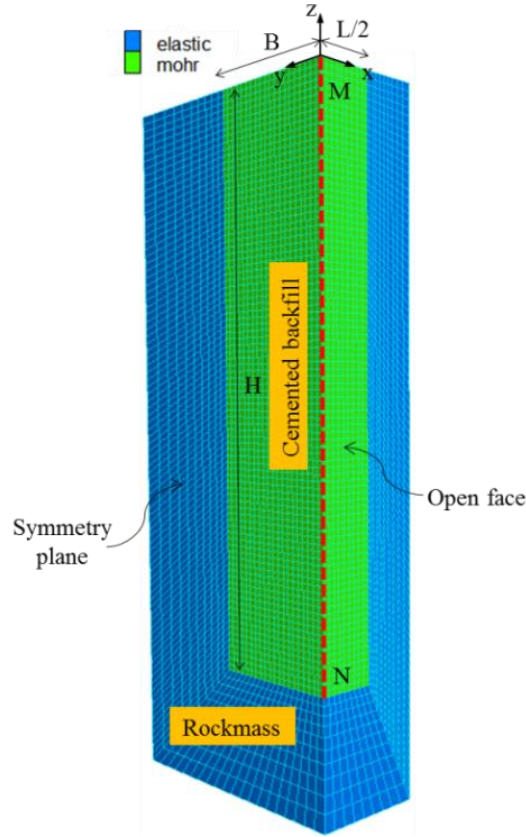 z
L/2
B
elastic
mohr
y
x
M
Cemented backfill
H
Open face
Symmetry
plane
N
Rockmass